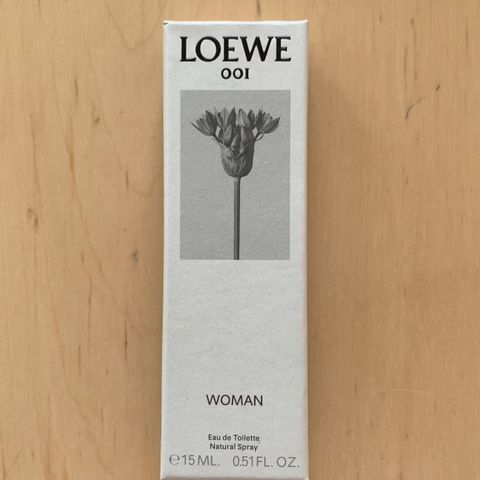 LOEWE
001
WOMAN
Eau de Toilette
Natural Spray
℮15 ML. 0.51 FL. OZ.